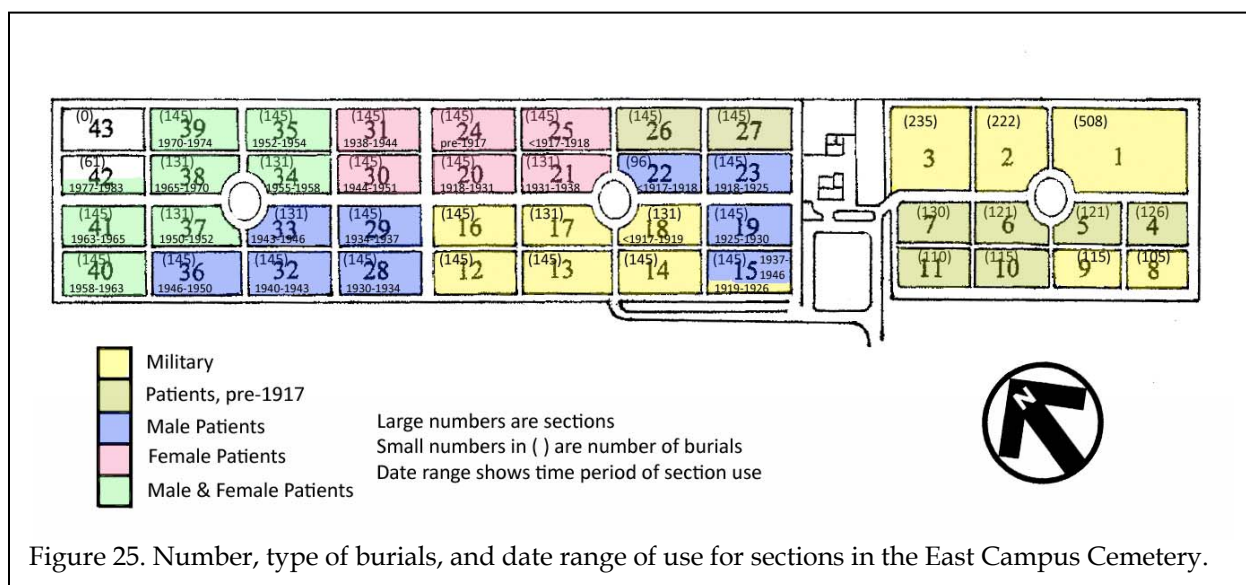 (0) (145) (145) (145) (145) (145) (145) (145) (235) (222) (508)
43 39 35 31 24 25 26 27 3 2 1
1970-1974 1952-1954 1938-1944 pre-1917 <1917-1918
(61) (131) (131) (145) (145) (131) (96) (145)
42 38 34 30 20 21 22 23
1977-1983 1965-1970 1955-1958 1944-1951 1918-1931 1931-1938 <1917-1918 1918-1925
(145) (131) (131) (145) (145) (131) (131) (145) (130) (121) (121) (126)
41 37 33 29 16 17 18 19 7 6 5 4
1963-1965 1950-1952 1943-1946 1934-1937 <1917-1919 1925-1930
(145) (145) (145) (145) (145) (145) (145) (145) 1937- (110) (115) (115) (105)
40 36 32 28 12 13 14 15 1946 11 10 9 8
1958-1963 1946-1950 1940-1943 1930-1934 1919-1926
Military
Patients, pre-1917
Male Patients
Female Patients
Male & Female Patients
Large numbers are sections
Small numbers in ( ) are number of burials
Date range shows time period of section use
N
Figure 25. Number, type of burials, and date range of use for sections in the East Campus Cemetery.